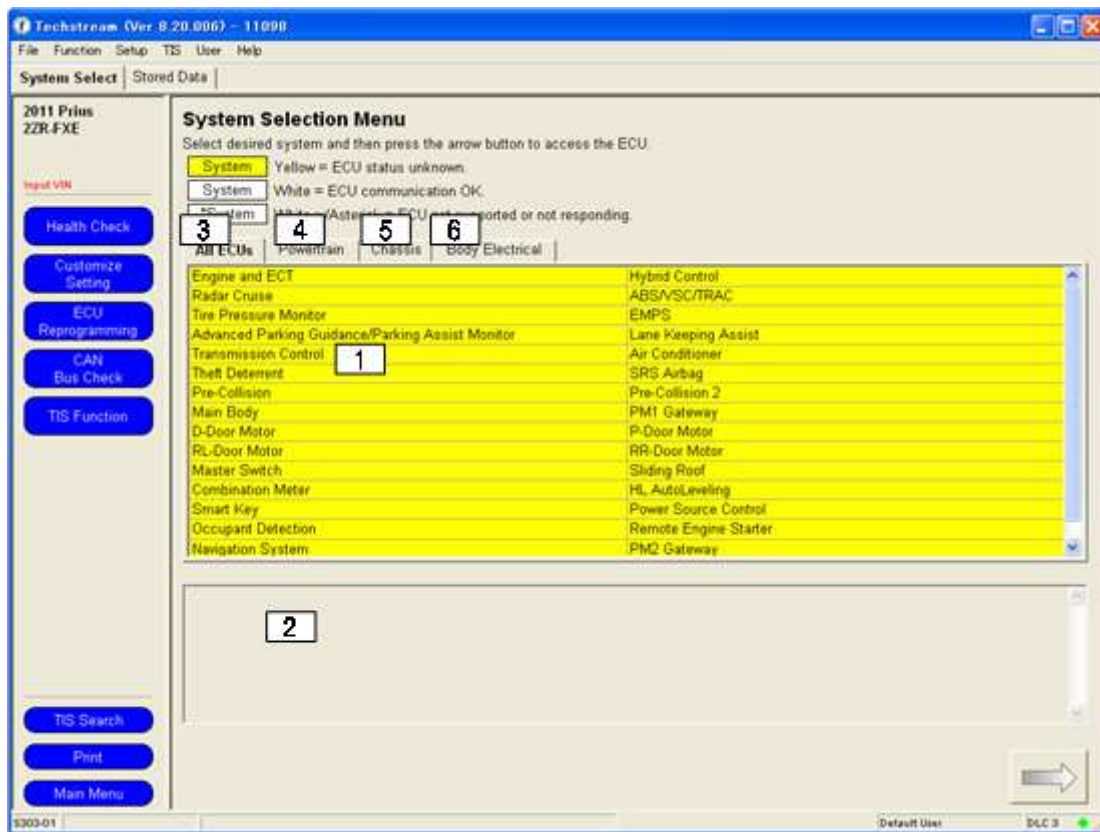 Techstream (Ver 8.20.006) - 11090
File Function Setup TIS User Help
System Select Stored Data
2011 Prius
2ZR-FXE
Input VIN
Health Check
Customize
Setting
ECU
Reprogramming
CAN
Bus Check
TIS Function
TIS Search
Print
Main Menu
System Selection Menu
Select desired system and then press the arrow button to access the ECU.
System Yellow = ECU status unknown.
System White = ECU communication OK.
*System White ECU not supported or not responding.
3 4 5 6
All ECUs Powertrain Chassis Body Electrical
Engine and ECT Hybrid Control
Radar Cruise ABS/VSC/TRAC
Tire Pressure Monitor EMPS
Advanced Parking Guidance/Parking Assist Monitor Lane Keeping Assist
Transmission Control 1 Air Conditioner
Theft Deterrent SRS Airbag
Pre-Collision Pre-Collision 2
Main Body PM1 Gateway
D-Door Motor P-Door Motor
RL-Door Motor RR-Door Motor
Master Switch Sliding Roof
Combination Meter HL AutoLeveling
Smart Key Power Source Control
Occupant Detection Remote Engine Starter
Navigation System PM2 Gateway
2
S303-01 Default User DLC 3